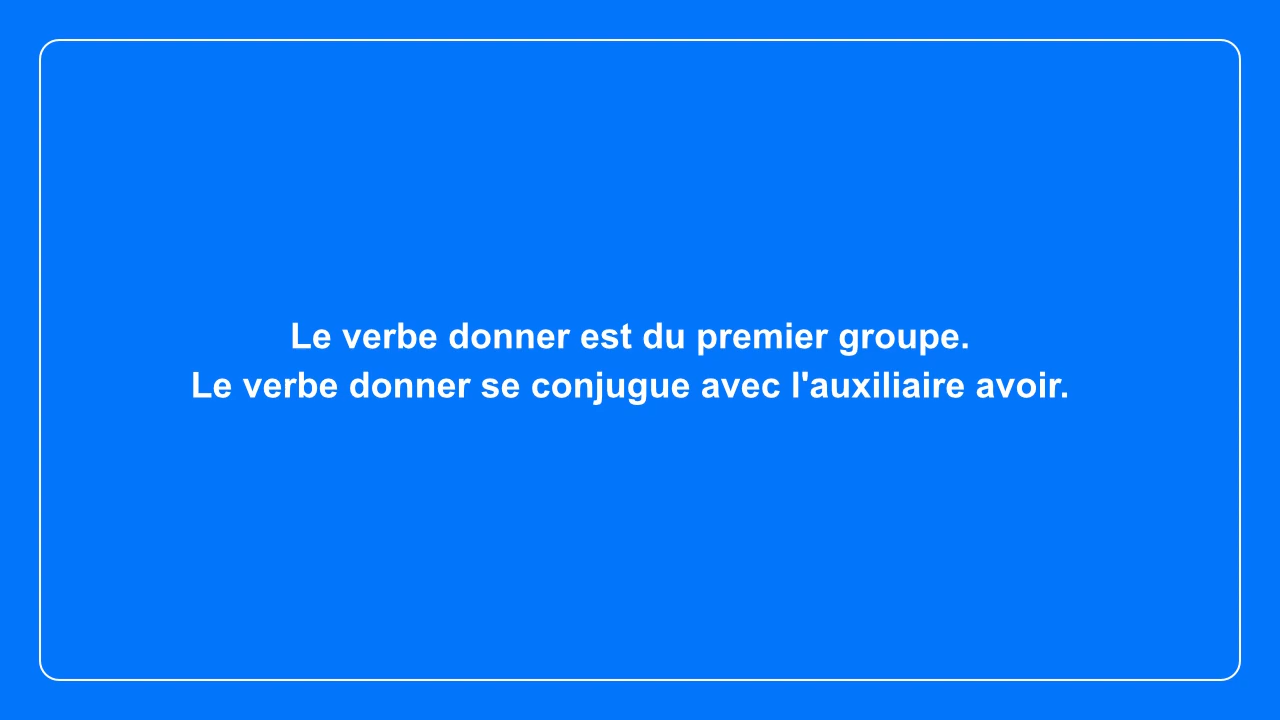 Le verbe donner est du premier groupe.
Le verbe donner se conjugue avec l'auxiliaire avoir.